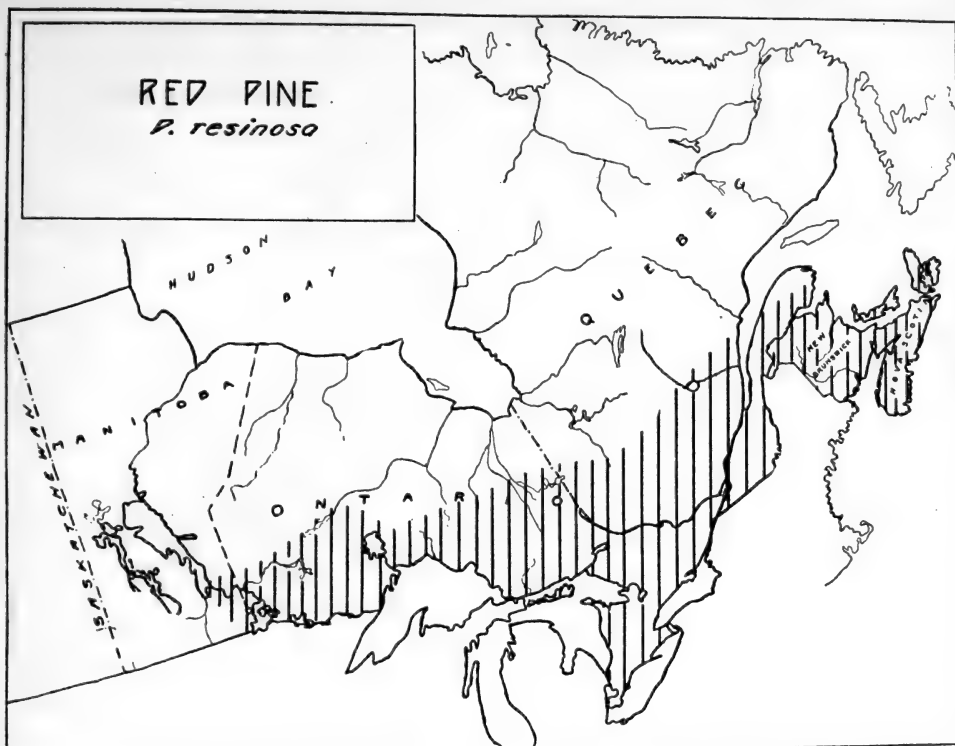 RED PINE
P. resinosa
HUDSON
BAY
QUEBEC
MANITOBA
SASKATCHEWAN
ONTARIO
NEW
BRUNSWICK
NOVA SCOTIA